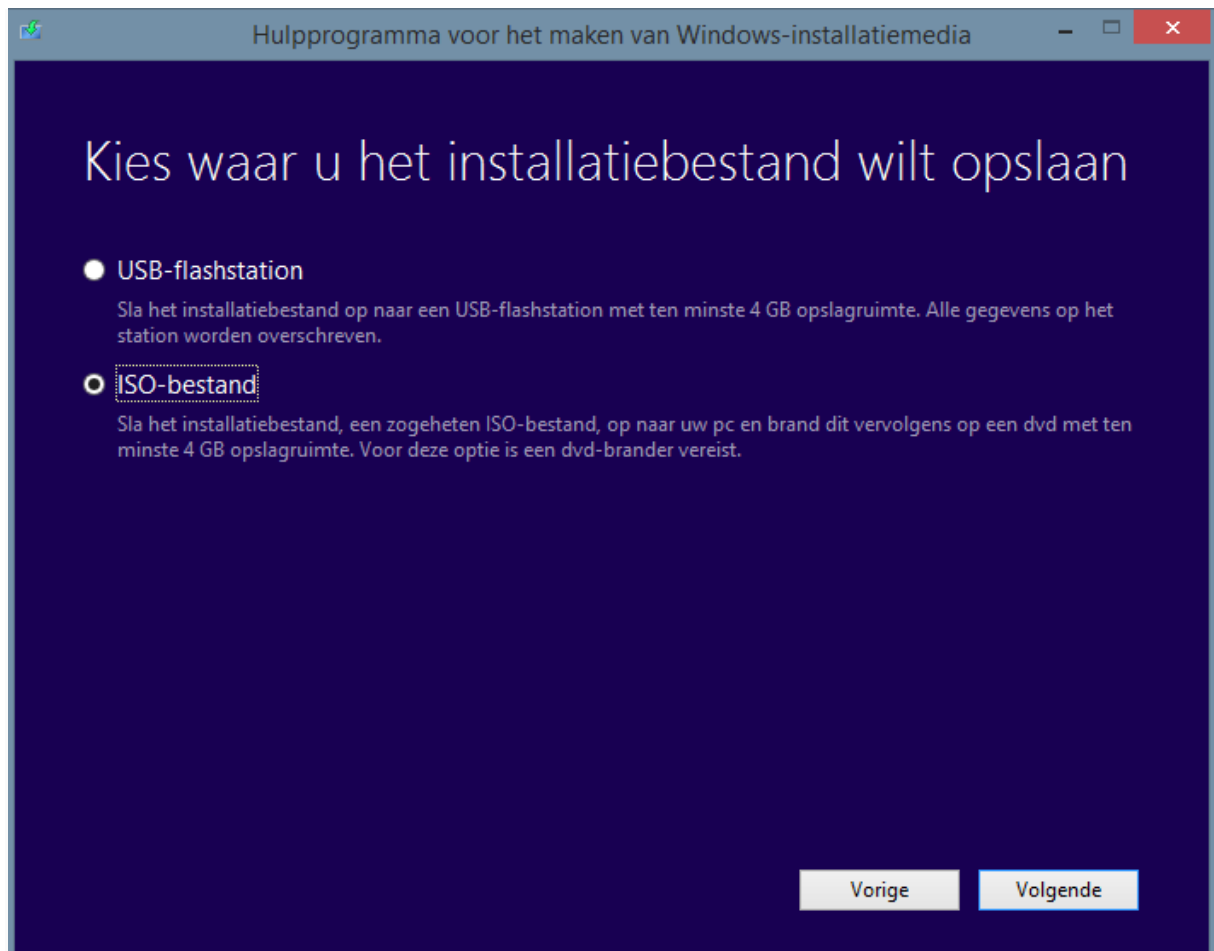 Hulpprogramma voor het maken van Windows-installatiemedia
Kies waar u het installatiebestand wilt opslaan
USB-flashstation
Sla het installatiebestand op naar een USB-flashstation met ten minste 4 GB opslagruimte. Alle gegevens op het
station worden overschreven.
ISO-bestand
Sla het installatiebestand, een zogeheten ISO-bestand, op naar uw pc en brand dit vervolgens op een dvd met ten
minste 4 GB opslagruimte. Voor deze optie is een dvd-brander vereist.
Vorige
Volgende